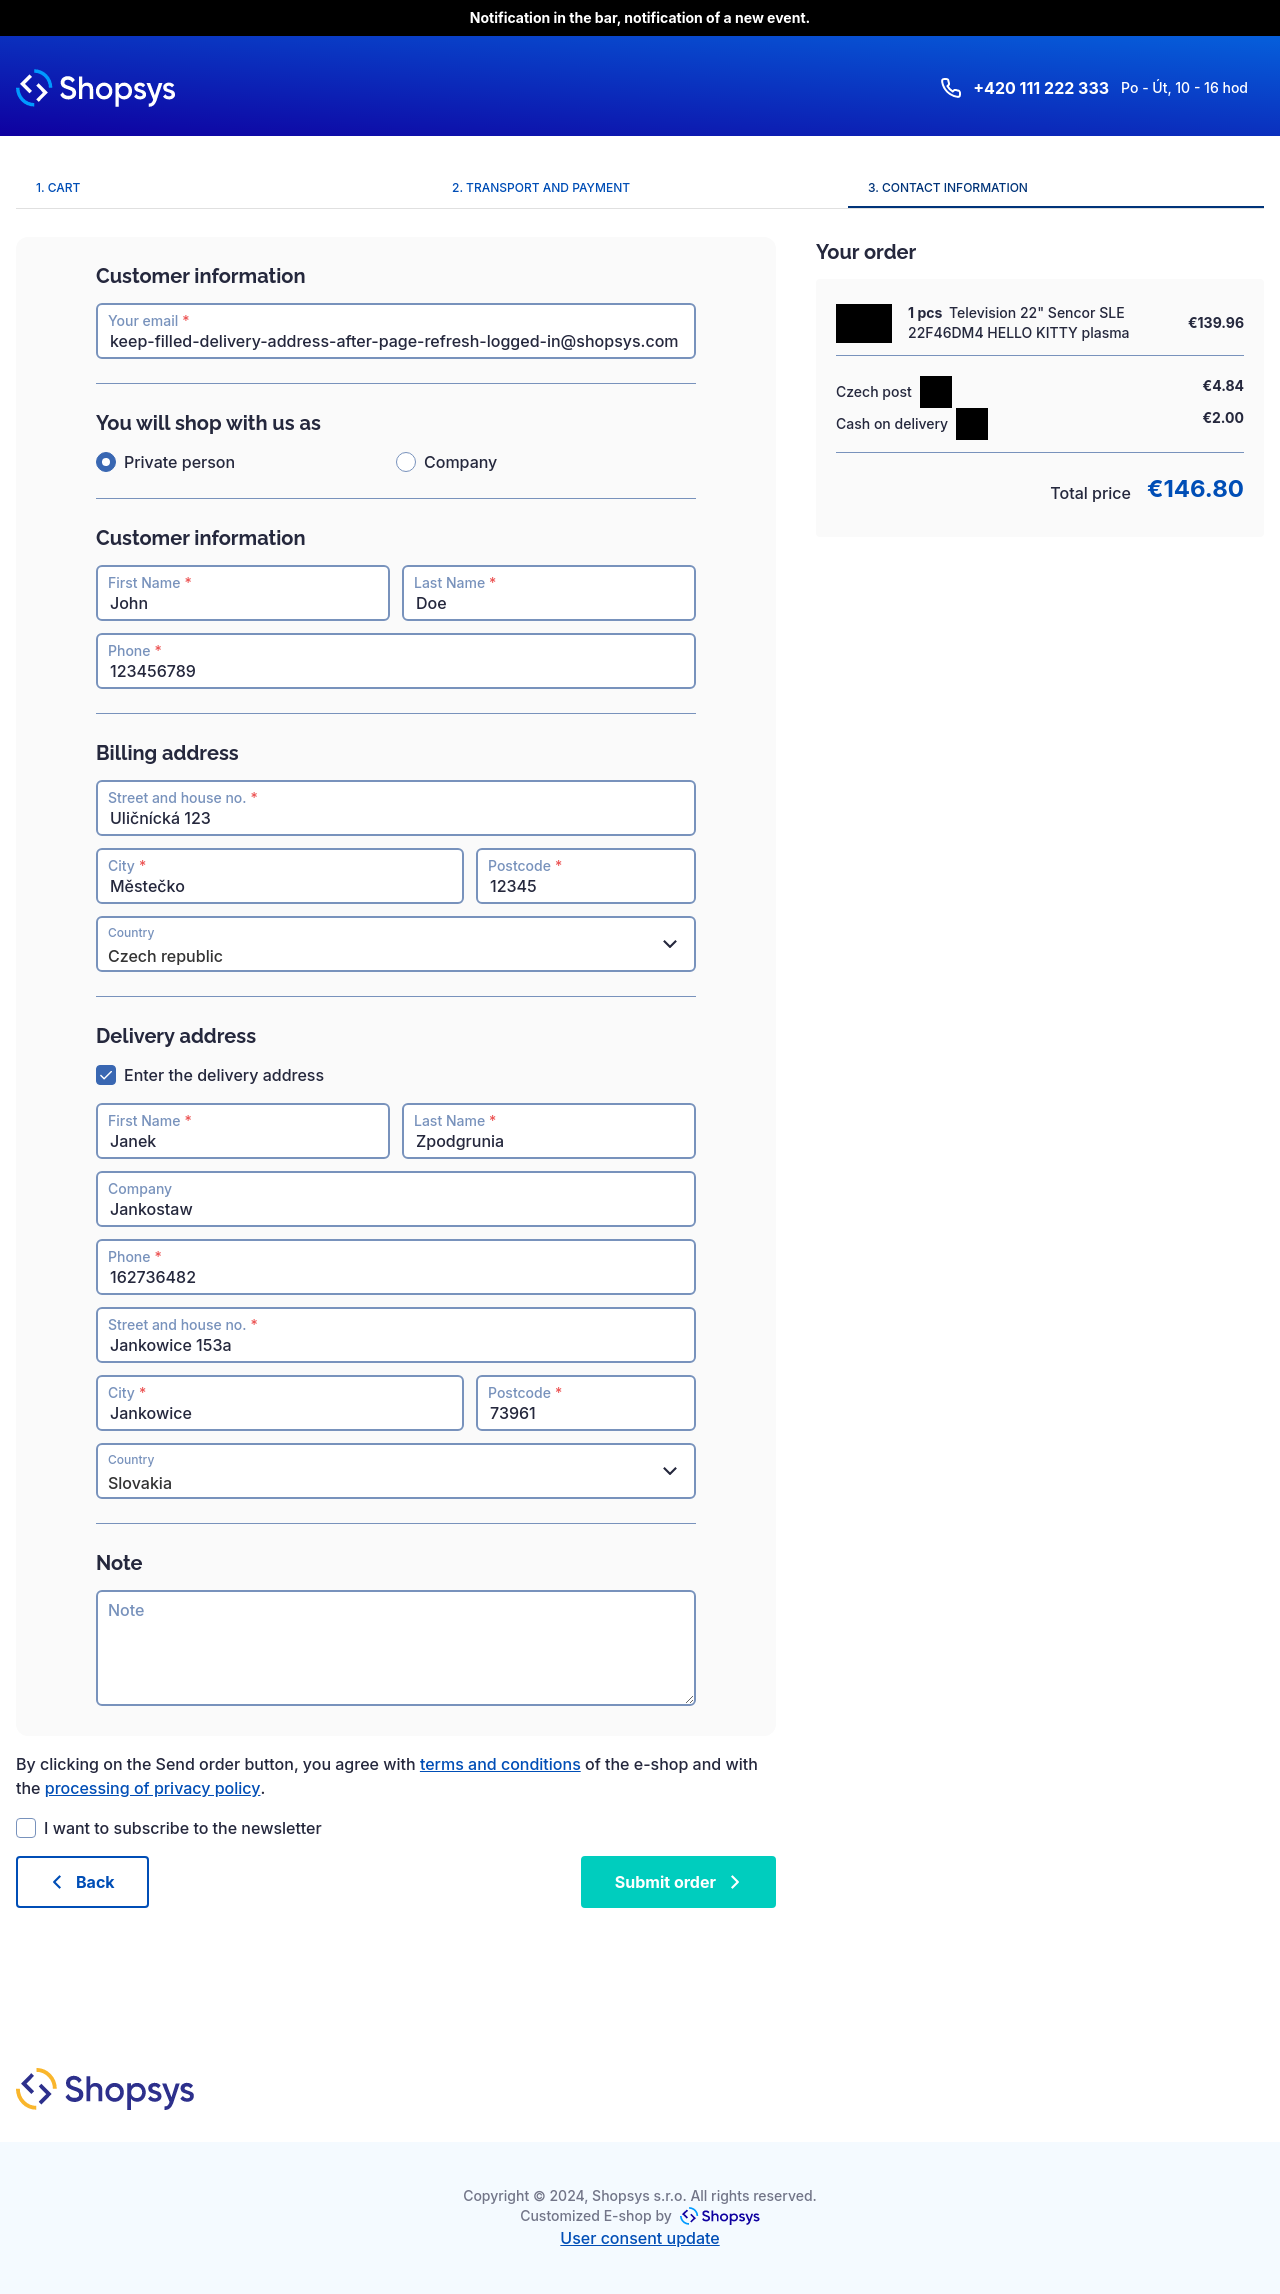 Notification in the bar, notification of a new event.
Shopsys
+420 111 222 333 Po - Út, 10 - 16 hod
1. CART
2. TRANSPORT AND PAYMENT
3. CONTACT INFORMATION
Customer information
Your email *
keep-filled-delivery-address-after-page-refresh-logged-in@shopsys.com
You will shop with us as
Private person
Company
Customer information
First Name *
John
Last Name *
Doe
Phone *
123456789
Billing address
Street and house no. *
Uličnícká 123
City *
Městečko
Postcode *
12345
Country
Czech republic
Delivery address
Enter the delivery address
First Name *
Janek
Last Name *
Zpodgrunia
Company
Jankostaw
Phone *
162736482
Street and house no. *
Jankowice 153a
City *
Jankowice
Postcode *
73961
Country
Slovakia
Note
Note
By clicking on the Send order button, you agree with terms and conditions of the e-shop and with
the processing of privacy policy.
I want to subscribe to the newsletter
Back
Submit order
Your order
1 pcs Television 22" Sencor SLE
22F46DM4 HELLO KITTY plasma
€139.96
Czech post
€4.84
Cash on delivery
€2.00
Total price €146.80
Shopsys
Copyright © 2024, Shopsys s.r.o. All rights reserved.
Customized E-shop by Shopsys
User consent update